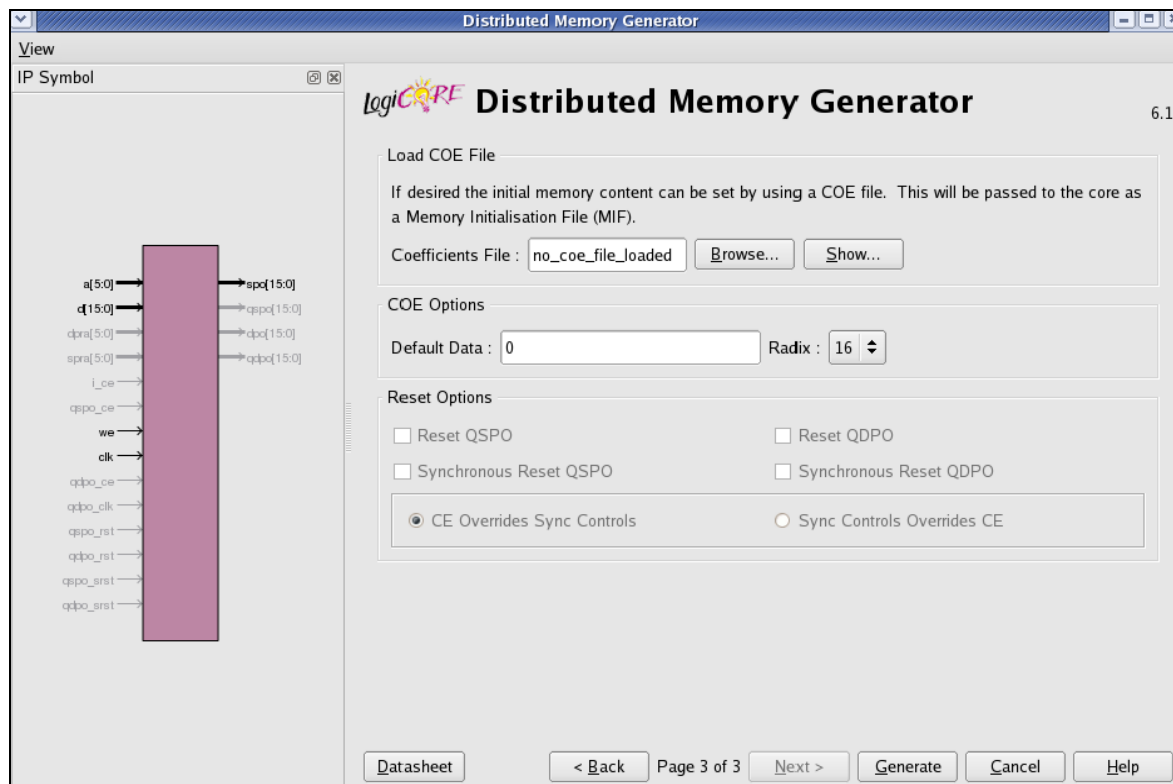 Distributed Memory Generator
View
IP Symbol
LogiCORE Distributed Memory Generator
6.1
a[5:0]
d[15:0]
dpra[5:0]
spra[5:0]
i_ce
qspo_ce
we
clk
qdpo_ce
qdpo_clk
qspo_rst
qdpo_rst
qspo_srst
qdpo_srst
spo[15:0]
qspo[15:0]
dpo[15:0]
qdpo[15:0]
Load COE File
If desired the initial memory content can be set by using a COE file. This will be passed to the core as
a Memory Initialisation File (MIF).
Coefficients File : no_coe_file_loaded Browse... Show...
COE Options
Default Data : 0 Radix : 16
Reset Options
Reset QSPO Reset QDPO
Synchronous Reset QSPO Synchronous Reset QDPO
CE Overrides Sync Controls Sync Controls Overrides CE
Datasheet < Back Page 3 of 3 Next > Generate Cancel Help